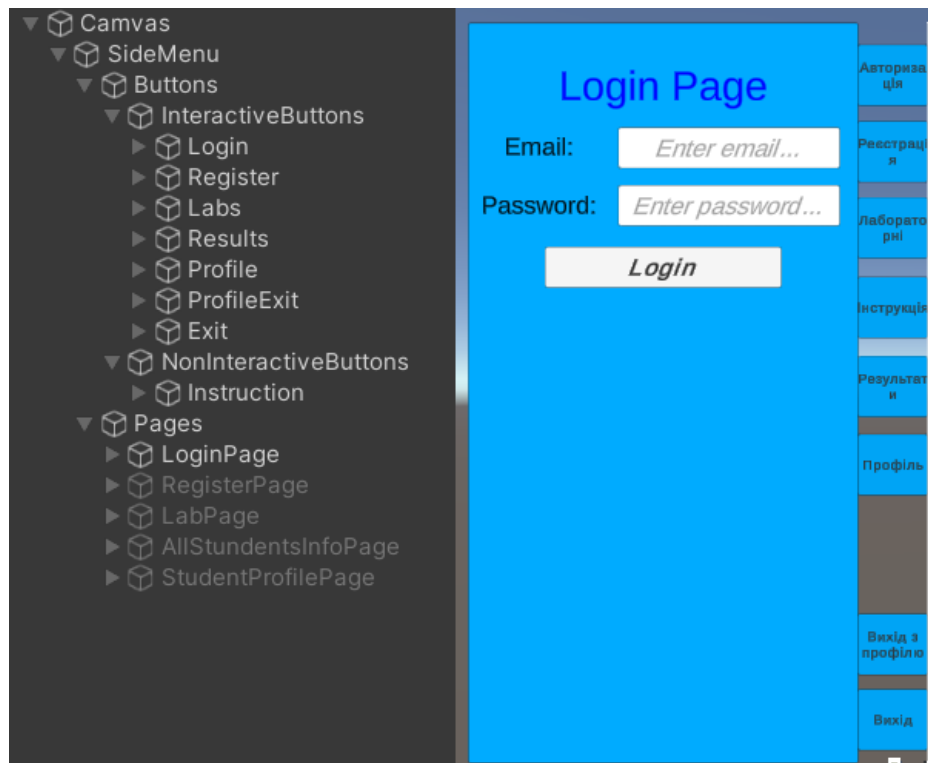 Camvas
SideMenu
Buttons
InteractiveButtons
Login
Register
Labs
Results
Profile
ProfileExit
Exit
NonInteractiveButtons
Instruction
Pages
LoginPage
RegisterPage
LabPage
AllStundentsInfoPage
StudentProfilePage
Login Page
Email:
Enter email...
Password:
Enter password...
Login
Авториза
ція
Реєстраці
я
Лаборато
рні
Інструкція
Результат
и
Профіль
Вихід з
профілю
Вихід